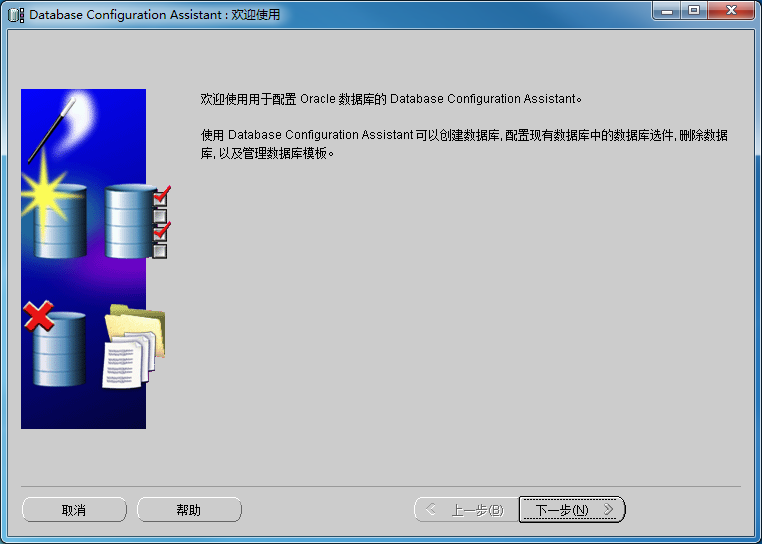 Database Configuration Assistant : 欢迎使用
欢迎使用用于配置 Oracle 数据库的 Database Configuration Assistant。
使用 Database Configuration Assistant 可以创建数据库, 配置现有数据库中的数据库选件, 删除数据
库, 以及管理数据库模板。
取消 帮助 上一步(B) 下一步(N)